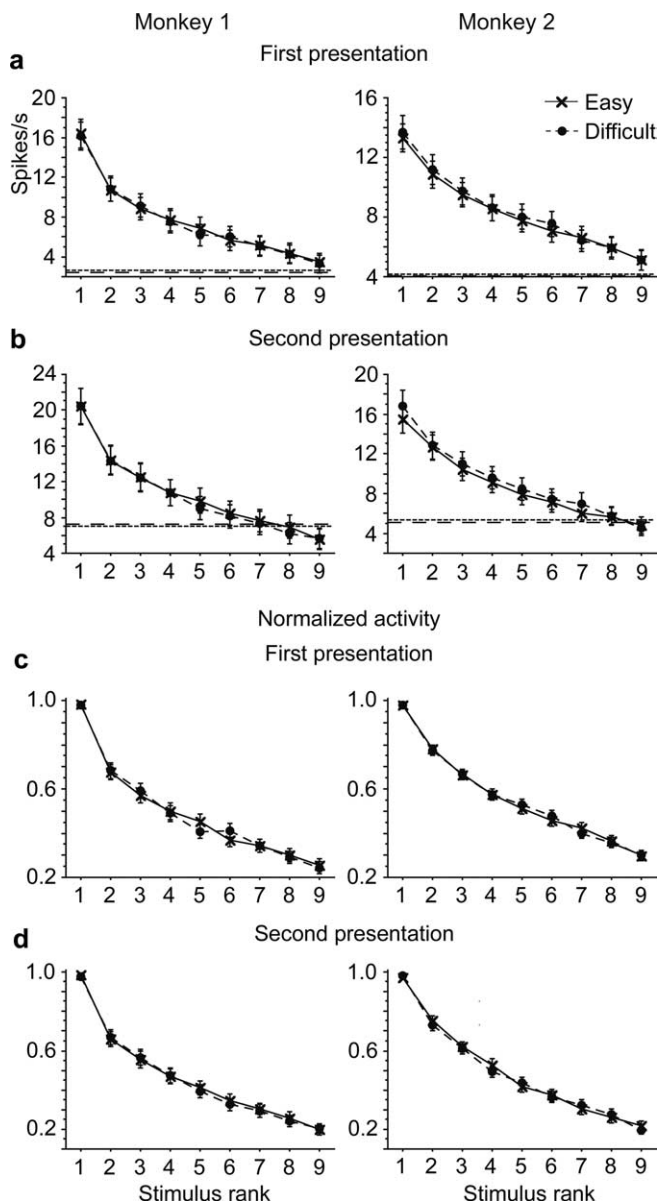 Monkey 1 Monkey 2
a First presentation
Spikes/s
20
16
12
8
4
1 2 3 4 5 6 7 8 9
16
12
8
4
1 2 3 4 5 6 7 8 9
Easy
Difficult
b Second presentation
24
20
16
12
8
4
1 2 3 4 5 6 7 8 9
20
16
12
8
4
1 2 3 4 5 6 7 8 9
Normalized activity
c First presentation
1.0
0.6
0.2
1 2 3 4 5 6 7 8 9
1.0
0.6
0.2
1 2 3 4 5 6 7 8 9
d Second presentation
1.0
0.6
0.2
1 2 3 4 5 6 7 8 9
Stimulus rank
1.0
0.6
0.2
1 2 3 4 5 6 7 8 9
Stimulus rank